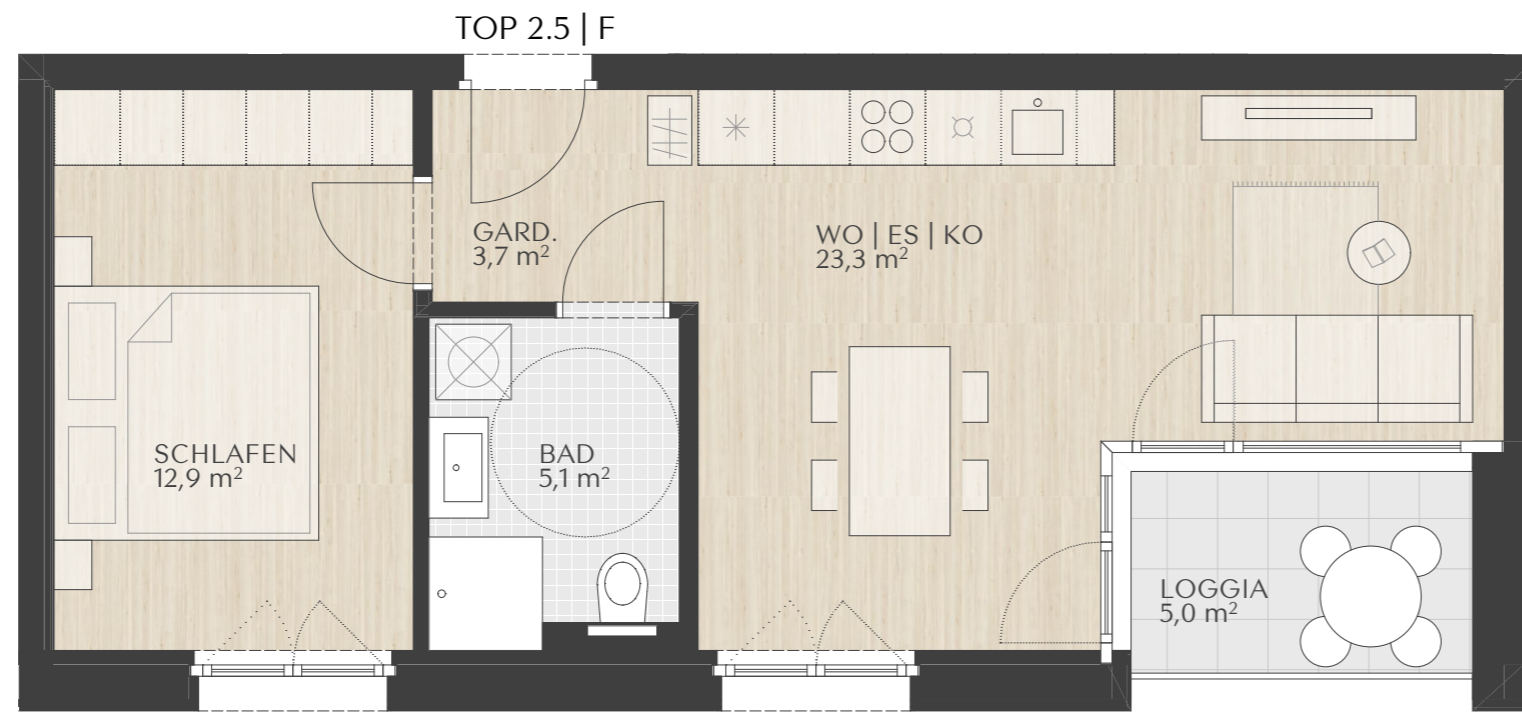 TOP 2.5 | F
GARD.
3,7 m²
WO | ES | KO
23,3 m²
SCHLAFEN
12,9 m²
BAD
5,1 m²
LOGGIA
5,0 m²